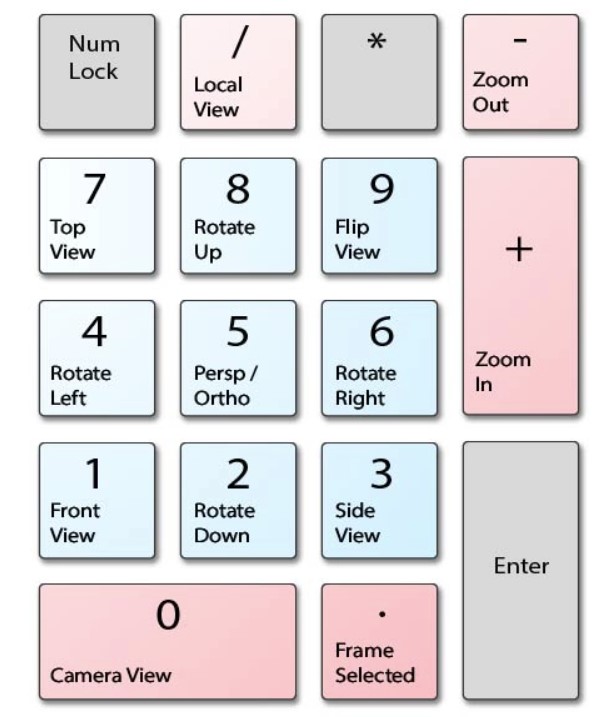 Num
Lock
/
Local
View
*
-
Zoom
Out
7
Top
View
8
Rotate
Up
9
Flip
View
+
Zoom
In
4
Rotate
Left
5
Persp /
Ortho
6
Rotate
Right
1
Front
View
2
Rotate
Down
3
Side
View
Enter
0
Camera View
.
Frame
Selected